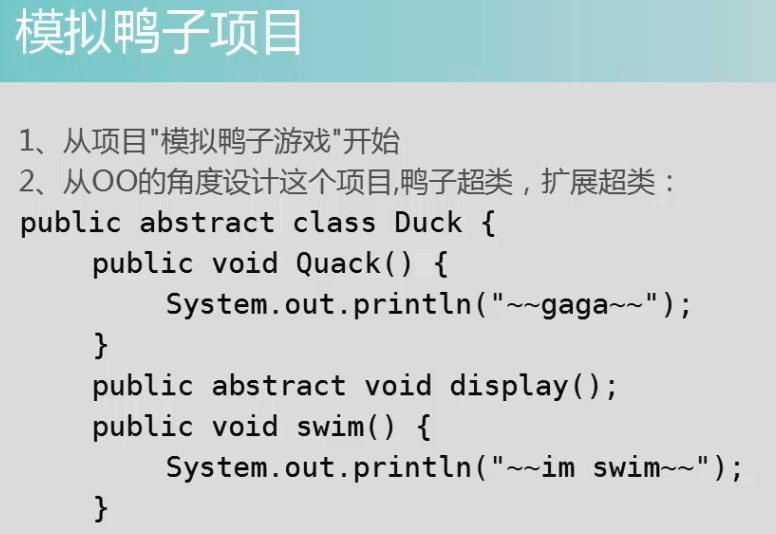 模拟鸭子项目
1、从项目"模拟鸭子游戏"开始
2、从OO的角度设计这个项目,鸭子超类，扩展超类：
public abstract class Duck {
public void Quack() {
System.out.println("~~gaga~~");
}
public abstract void display();
public void swim() {
System.out.println("~~im swim~~");
}